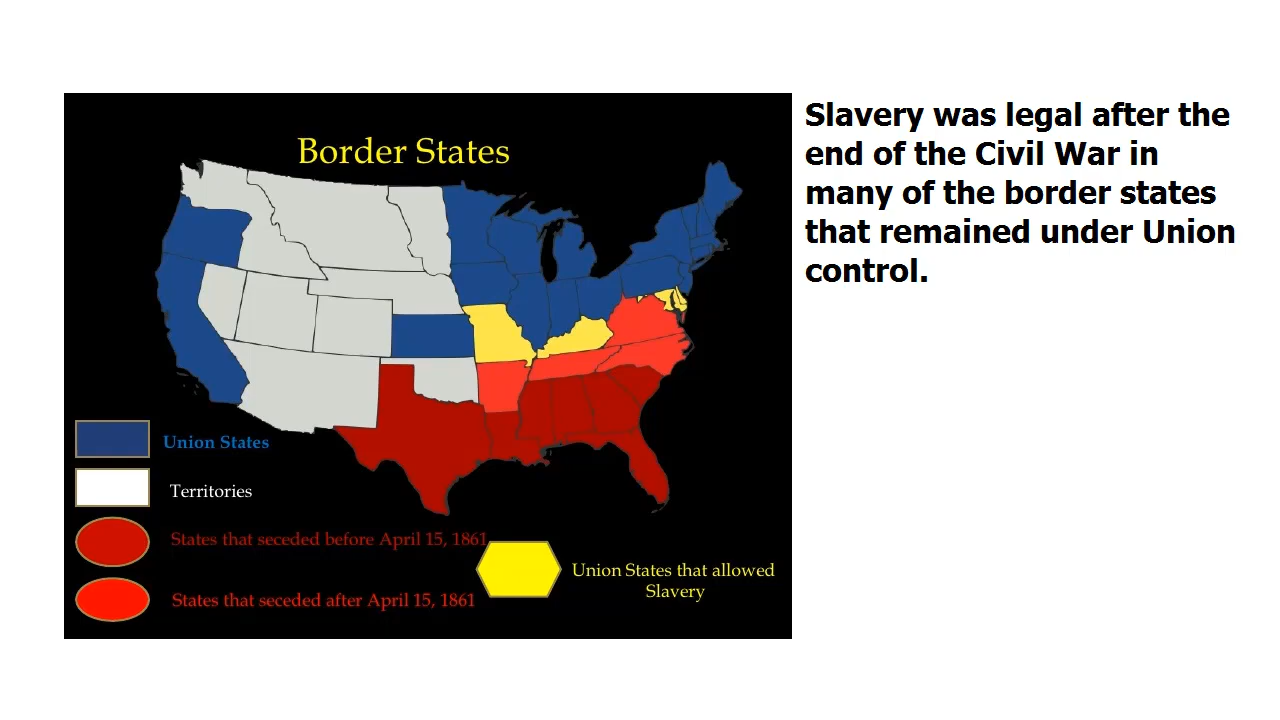 Border States
Union States
Territories
States that seceded before April 15, 1861
States that seceded after April 15, 1861
Union States that allowed
Slavery
Slavery was legal after the
end of the Civil War in
many of the border states
that remained under Union
control.